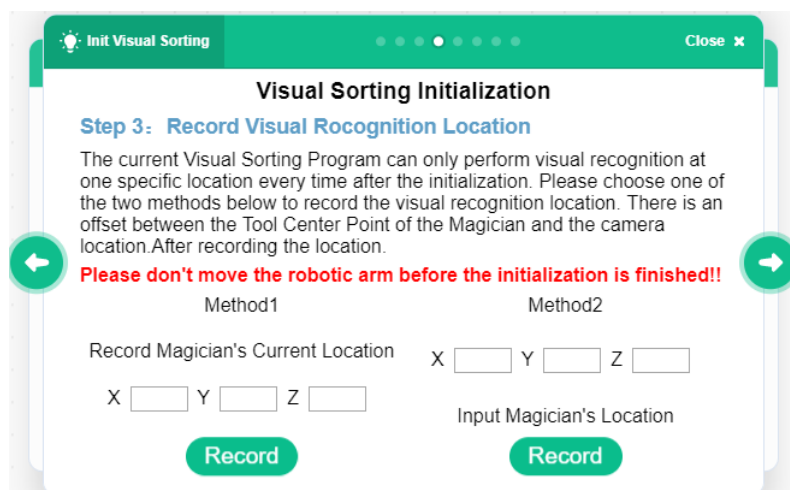 Init Visual Sorting
Close ×
Visual Sorting Initialization
Step 3：Record Visual Rocognition Location
The current Visual Sorting Program can only perform visual recognition at
one specific location every time after the initialization. Please choose one of
the two methods below to record the visual recognition location. There is an
offset between the Tool Center Point of the Magician and the camera
location.After recording the location.
Please don't move the robotic arm before the initialization is finished!!
Method1
Method2
Record Magician's Current Location
X Y Z
X Y Z
Input Magician's Location
Record
Record